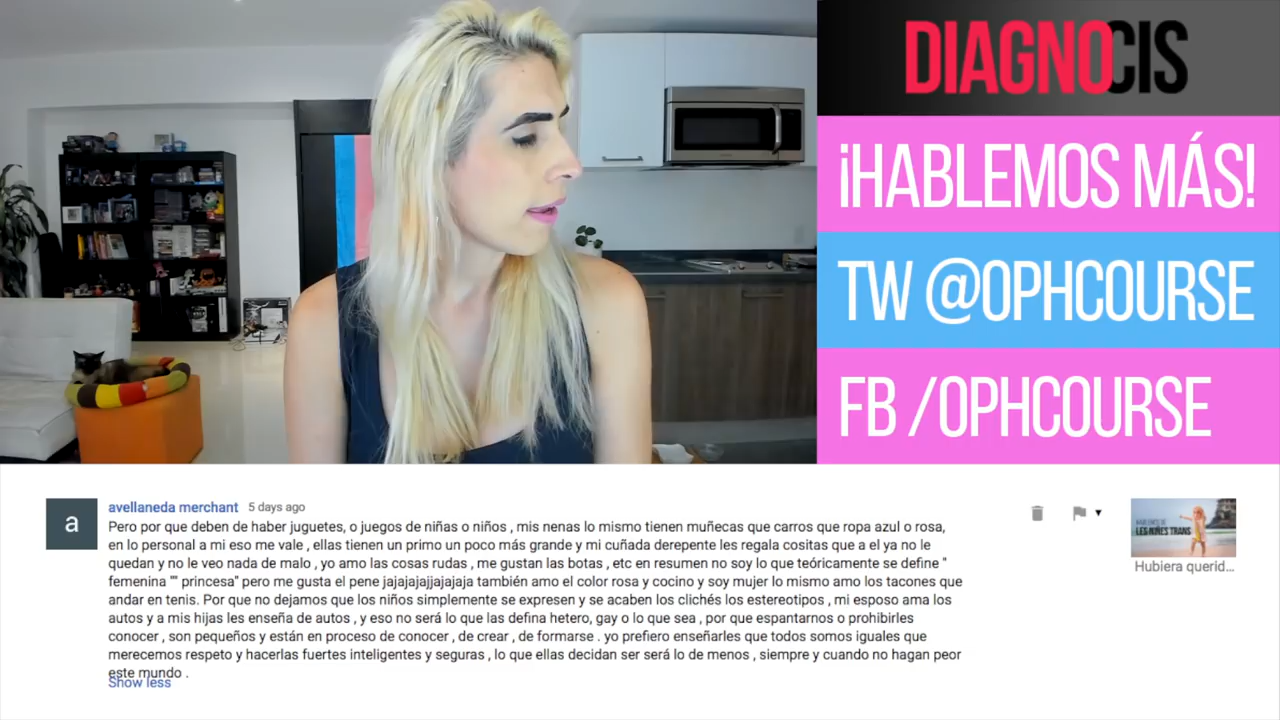 DIAGNOCIS
¡HABLEMOS MÁS!
TW @OPHCOURSE
FB /OPHCOURSE
a
avellaneda merchant 5 days ago
Pero por que deben de haber juguetes, o juegos de niñas o niños , mis nenas lo mismo tienen muñecas que carros que ropa azul o rosa,
en lo personal a mi eso me vale , ellas tienen un primo un poco más grande y mi cuñada derepente les regala cositas que a el ya no le
quedan y no le veo nada de malo , yo amo las cosas rudas , me gustan las botas , etc en resumen no soy lo que teóricamente se define "
femenina "" princesa" pero me gusta el pene jajajajajjajajaja también amo el color rosa y cocino y soy mujer lo mismo amo los tacones que
andar en tenis. Por que no dejamos que los niños simplemente se expresen y se acaben los clichés los estereotipos , mi esposo ama los
autos y a mis hijas les enseña de autos , y eso no será lo que las defina hetero, gay o lo que sea , por que espantarnos o prohibirles
conocer , son pequeños y están en proceso de conocer , de crear , de formarse . yo prefiero enseñarles que todos somos iguales que
merecemos respeto y hacerlas fuertes inteligentes y seguras , lo que ellas decidan ser será lo de menos , siempre y cuando no hagan peor
este mundo .
Show less
LES NIÑES TRANS
Hubiera querid...